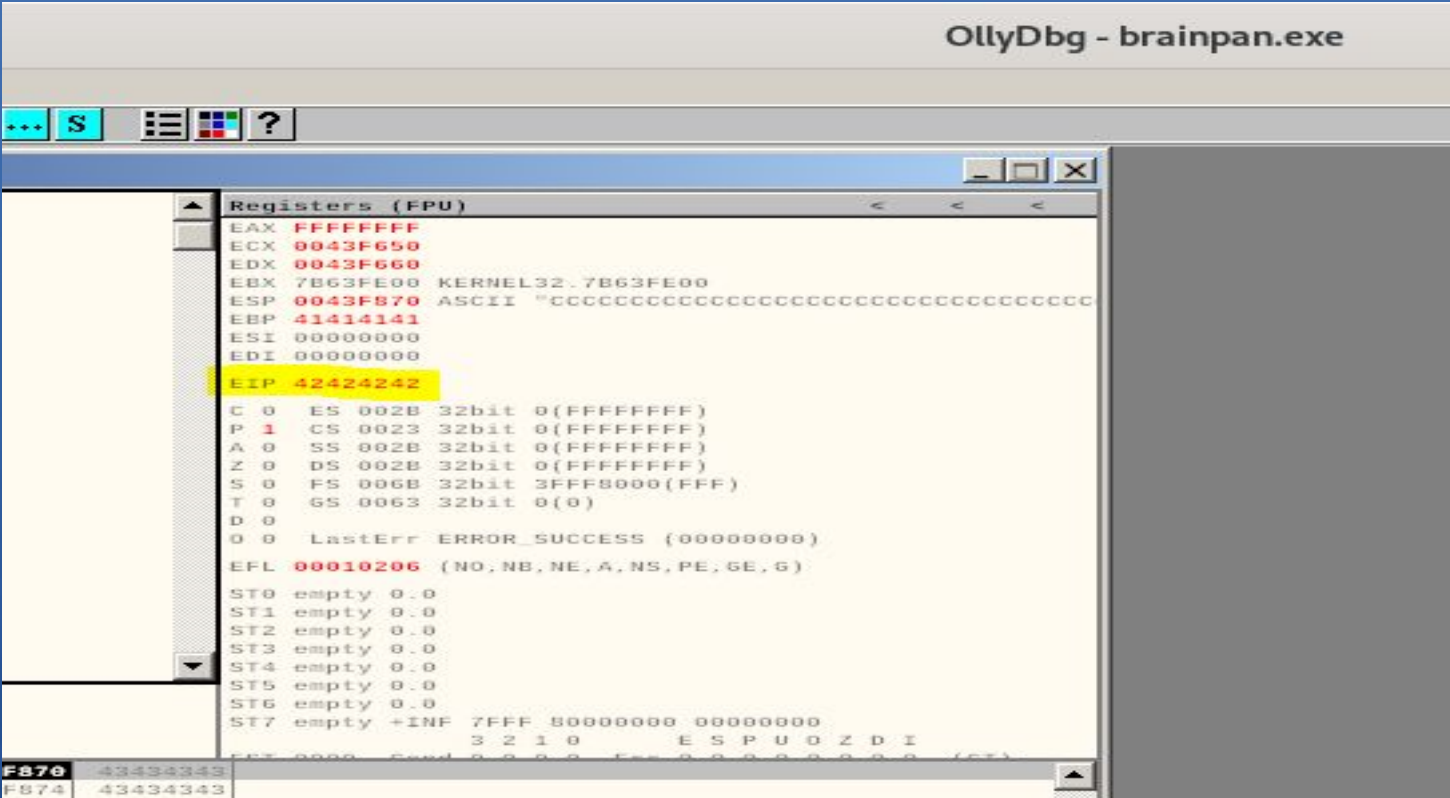 OllyDbg - brainpan.exe
... S ?
Registers (FPU) < < <
EAX FFFFFFFF
ECX 0043F650
EDX 0043F660
EBX 7B63FE00 KERNEL32.7B63FE00
ESP 0043F870 ASCII "CCCCCCCCCCCCCCCCCCCCCCCCCCCCCCCCCC
EBP 41414141
ESI 00000000
EDI 00000000
EIP 42424242
C 0 ES 002B 32bit 0(FFFFFFFF)
P 1 CS 0023 32bit 0(FFFFFFFF)
A 0 SS 002B 32bit 0(FFFFFFFF)
Z 0 DS 002B 32bit 0(FFFFFFFF)
S 0 FS 006B 32bit 3FFF8000(FFF)
T 0 GS 0063 32bit 0(0)
D 0
O 0 LastErr ERROR_SUCCESS (00000000)
EFL 00010206 (NO,NB,NE,A,NS,PE,GE,G)
ST0 empty 0.0
ST1 empty 0.0
ST2 empty 0.0
ST3 empty 0.0
ST4 empty 0.0
ST5 empty 0.0
ST6 empty 0.0
ST7 empty +INF 7FFF 80000000 00000000
3 2 1 0 E S P U O Z D I
F870 43434343
F874 43434343